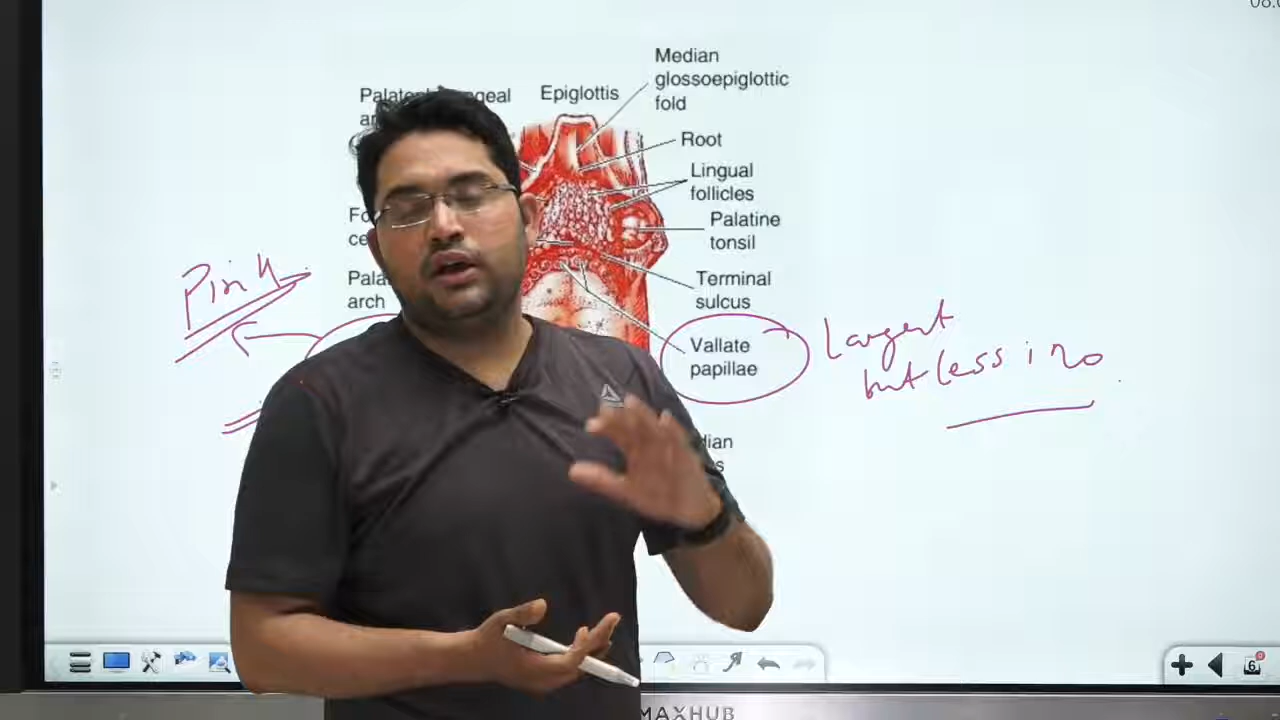 Median
glossoepiglottic
fold
Epiglottis
Root
Lingual
follicles
Palatine
tonsil
arch
Terminal
sulcus
Vallate
papillae
Pink
Largest
but less in no
MAXHUB